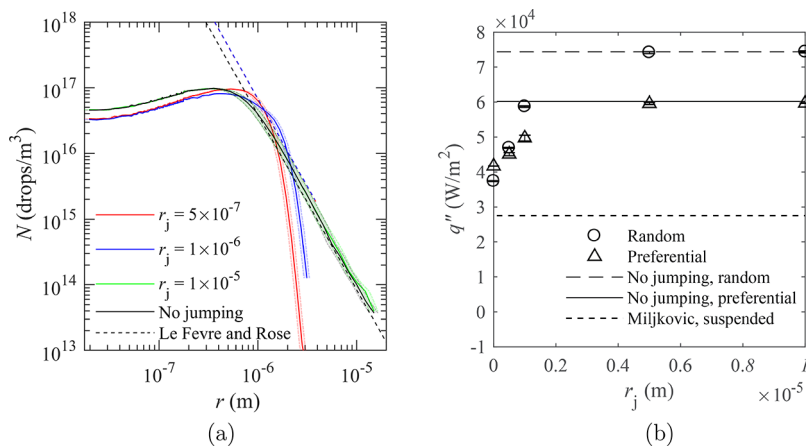 (a)
10^18
10^17
10^16
10^15
10^14
10^13
N (drops/m^3)
r_j = 5×10^-7
r_j = 1×10^-6
r_j = 1×10^-5
No jumping
Le Fevre and Rose
10^-7 10^-6 10^-5
r (m)
(a)
(b)
×10^4
8
7
6
5
4
3
2
1
0
-1
q" (W/m^2)
Random
Preferential
No jumping, random
No jumping, preferential
Miljkovic, suspended
0 0.2 0.4 0.6 0.8 1
r_j (m)
×10^-5
(b)